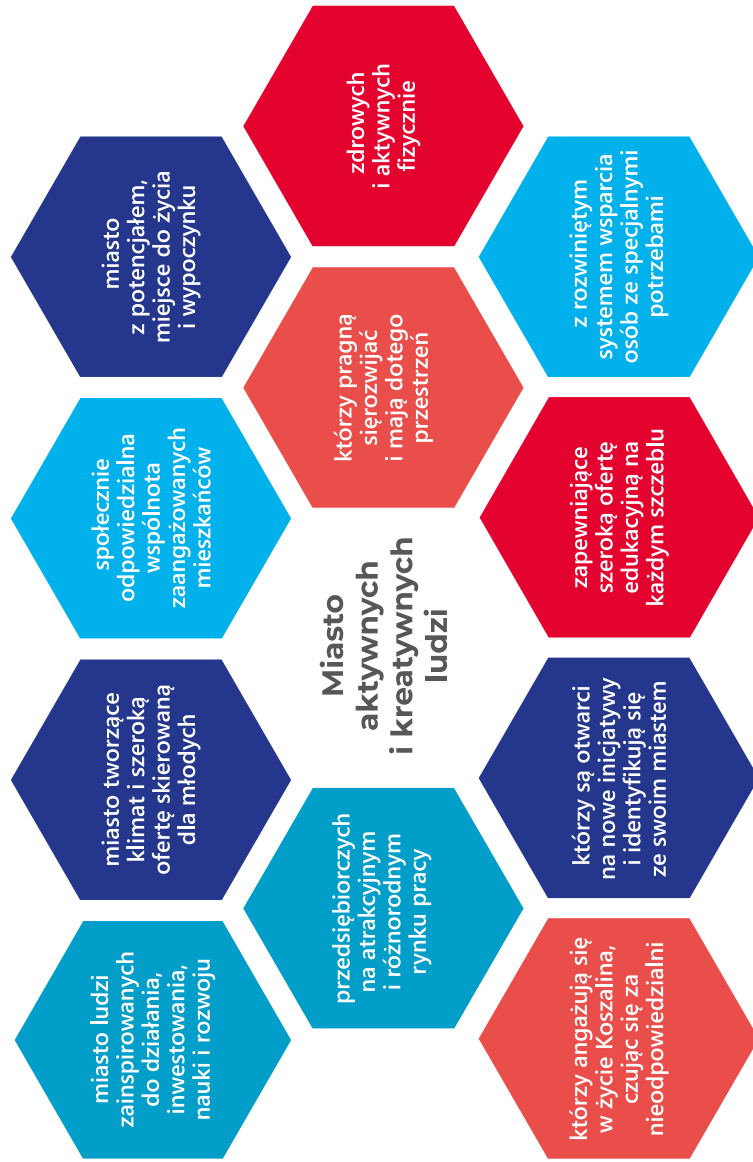 miasto ludzi
zainspirowanych
do działania,
inwestowania,
nauki i rozwoju
miasto tworzące
klimat i szeroką
ofertę skierowaną
dla młodych
społecznie
odpowiedzialna
wspólnota
zaangażowanych
mieszkańców
miasto
z potencjałem,
miejsce do życia
i wypoczynku
przedsiębiorczych
na atrakcyjnym
i różnorodnym
rynku pracy
Miasto
aktywnych
i kreatywnych
ludzi
którzy pragną
sięrozwijać
i mają dotego
przestrzeń
zdrowych
i aktywnych
fizycznie
którzy angażują się
w życie Koszalina,
czując się za
nieodpowiedzialni
którzy są otwarci
na nowe inicjatywy
i identyfikują się
ze swoim miastem
zapewniające
szeroką ofertę
edukacyjną na
każdym szczeblu
z rozwiniętym
systemem wsparcia
osób ze specjalnymi
potrzebami